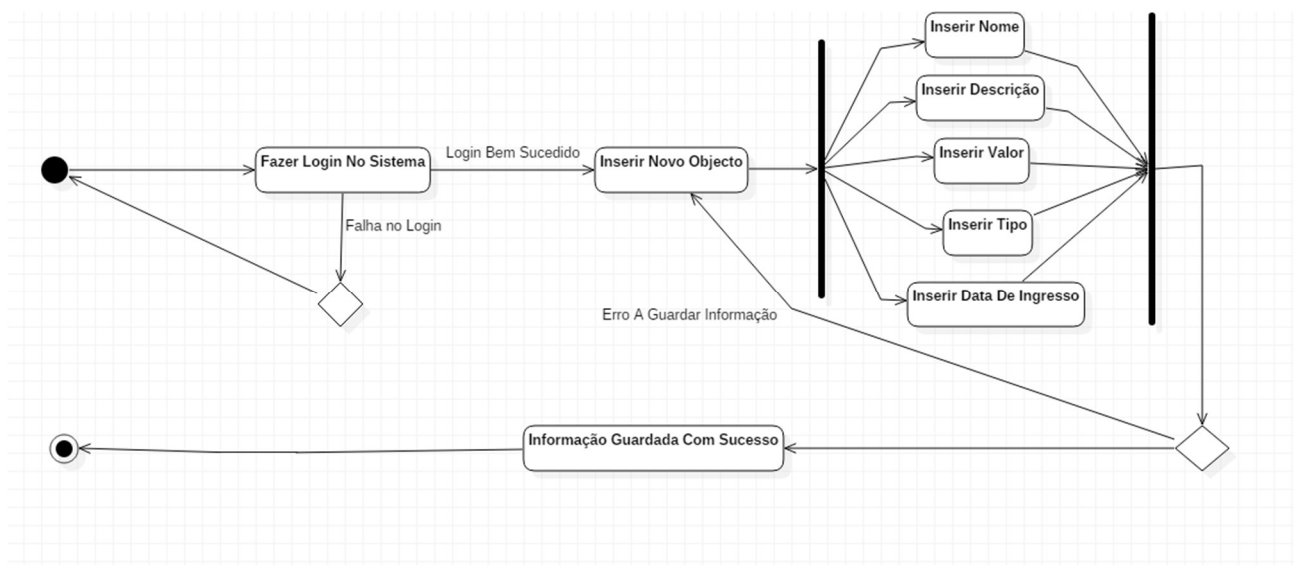 Inserir Nome
Inserir Descrição
Login Bem Sucedido
Inserir Valor
Fazer Login No Sistema
Inserir Novo Objecto
Falha no Login
Inserir Tipo
Inserir Data De Ingresso
Erro A Guardar Informação
Informação Guardada Com Sucesso